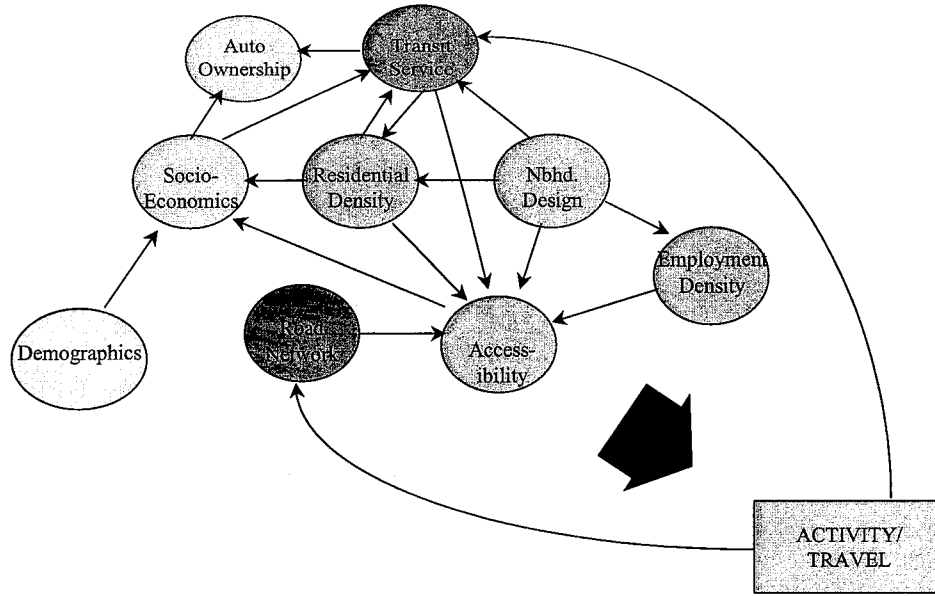 Auto
Ownership
Transit
Service
Socio-
Economics
Residential
Density
Nbhd.
Design
Employment
Density
Demographics
Road
Network
Access-
ibility
ACTIVITY/
TRAVEL